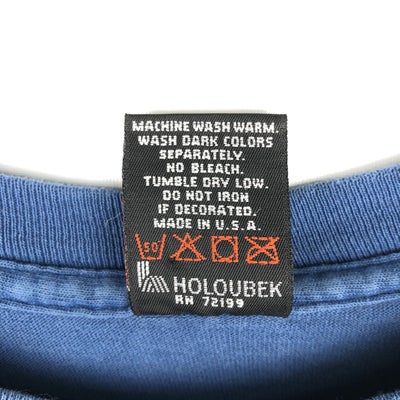 MACHINE WASH WARM.
WASH DARK COLORS
SEPARATELY.
NO BLEACH.
TUMBLE DRY LOW.
DO NOT IRON
IF DECORATED.
MADE IN U.S.A.
50
HOLOUBEK
RN 72199